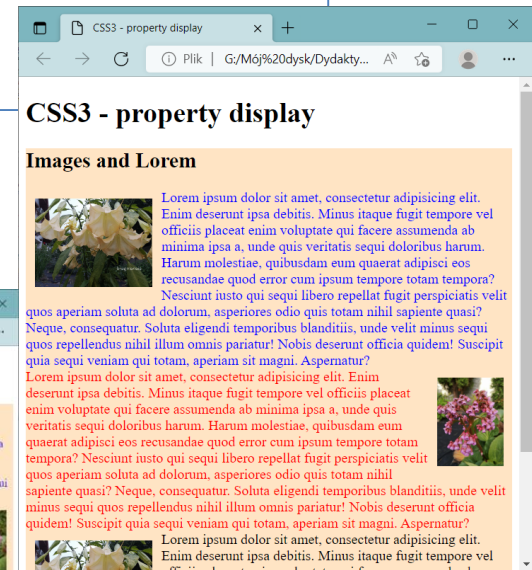 CSS3 - property display
Plik
G:/Mój%20dysk/Dydakty...
CSS3 - property display
Images and Lorem
Lorem ipsum dolor sit amet, consectetur adipisicing elit.
Enim deserunt ipsa debitis. Minus itaque fugit tempore vel
officiis placeat enim voluptate qui facere assumenda ab
minima ipsa a, unde quis veritatis sequi doloribus harum.
Harum molestiae, quibusdam eum quaerat adipisci eos
recusandae quod error cum ipsum tempore totam tempora?
Nesciunt iusto qui sequi libero repellat fugit perspiciatis velit
quos aperiam soluta ad dolorum, asperiores odio quis totam nihil sapiente quasi?
Neque, consequatur. Soluta eligendi temporibus blanditiis, unde velit minus sequi
quos repellendus nihil illum omnis pariatur! Nobis deserunt officia quidem! Suscipit
quia sequi veniam qui totam, aperiam sit magni. Aspernatur?
Lorem ipsum dolor sit amet, consectetur adipisicing elit. Enim
deserunt ipsa debitis. Minus itaque fugit tempore vel officiis placeat
enim voluptate qui facere assumenda ab minima ipsa a, unde quis
veritatis sequi doloribus harum. Harum molestiae, quibusdam eum
quaerat adipisci eos recusandae quod error cum ipsum tempore totam
tempora? Nesciunt iusto qui sequi libero repellat fugit perspiciatis velit
quos aperiam soluta ad dolorum, asperiores odio quis totam nihil
sapiente quasi? Neque, consequatur. Soluta eligendi temporibus blanditiis, unde velit
minus sequi quos repellendus nihil illum omnis pariatur! Nobis deserunt officia
quidem! Suscipit quia sequi veniam qui totam, aperiam sit magni. Aspernatur?
Lorem ipsum dolor sit amet, consectetur adipisicing elit.
Enim deserunt ipsa debitis. Minus itaque fugit tempore vel